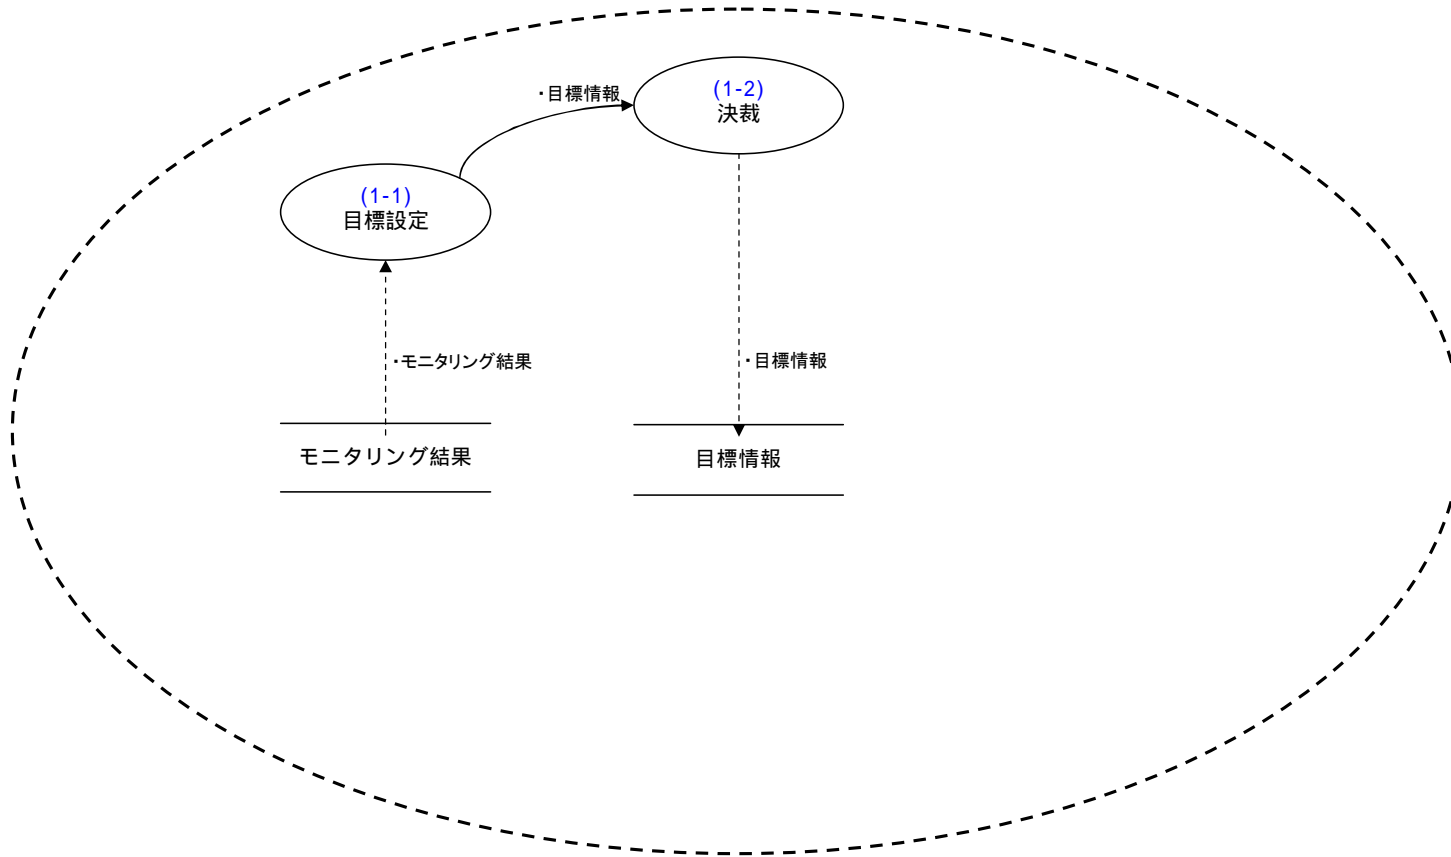 (1-2)
決裁
・目標情報
(1-1)
目標設定
・モニタリング結果
・目標情報
モニタリング結果
目標情報